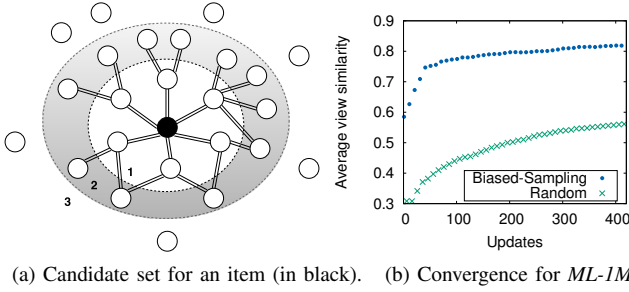 1
2
3
0.9
0.8
0.7
0.6
0.5
0.4
0.3
Average view similarity
Biased-Sampling
Random
0 100 200 300 400
Updates
(a) Candidate set for an item (in black). (b) Convergence for ML-1M